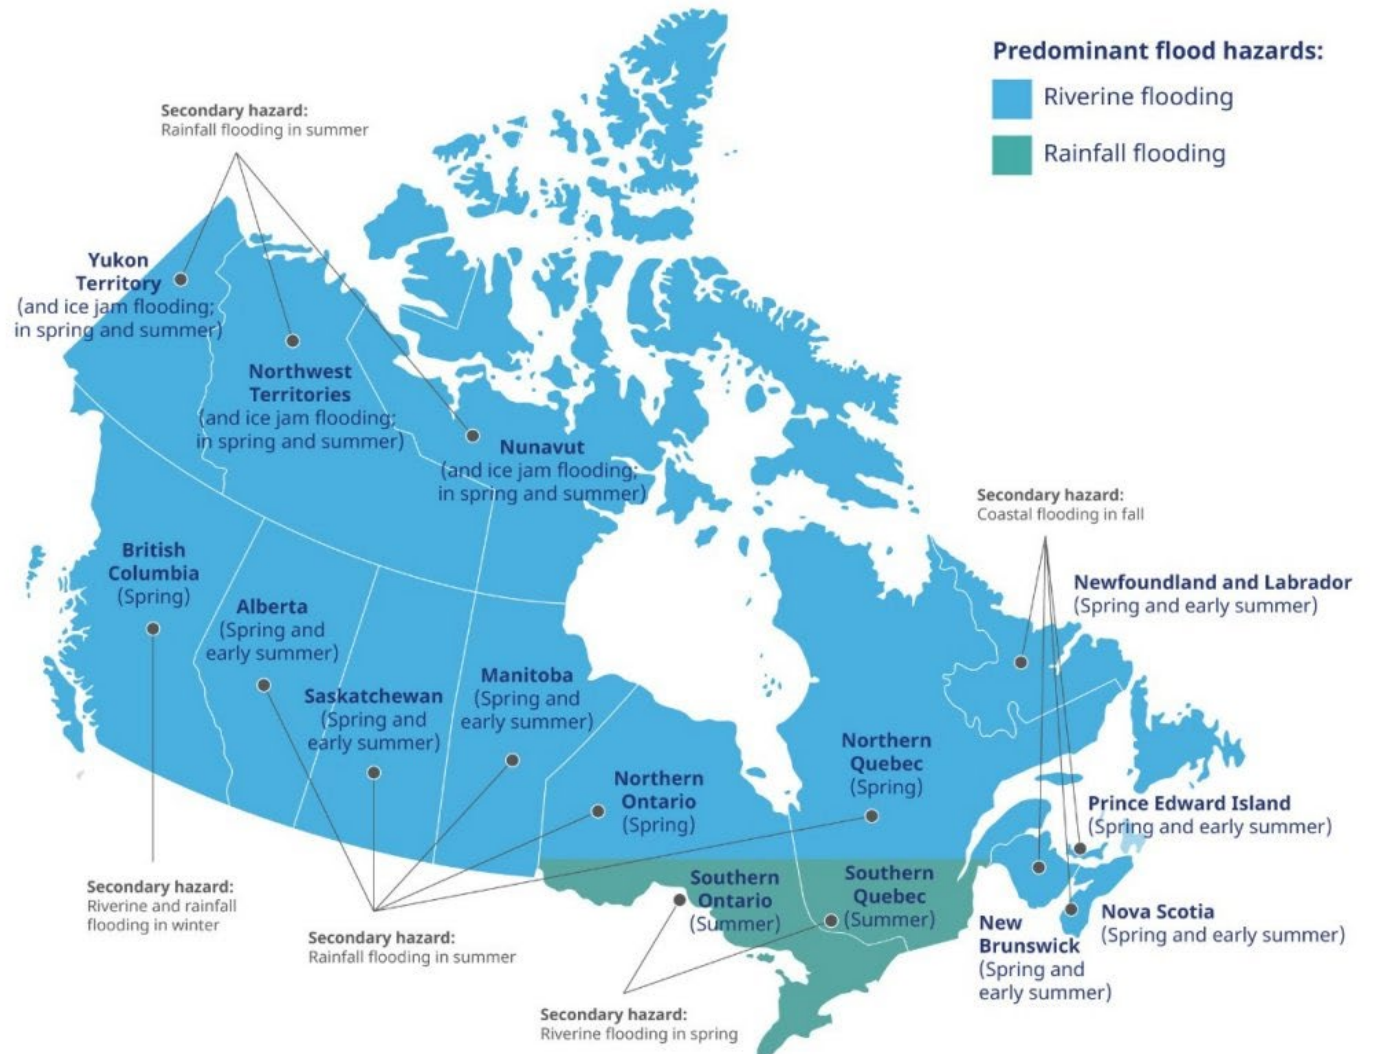 Predominant flood hazards:
Riverine flooding
Rainfall flooding
Secondary hazard:
Rainfall flooding in summer
Yukon
Territory
(and ice jam flooding;
in spring and summer)
Northwest
Territories
(and ice jam flooding;
in spring and summer)
Nunavut
(and ice jam flooding;
in spring and summer)
Secondary hazard:
Coastal flooding in fall
British
Columbia
(Spring)
Alberta
(Spring and
early summer)
Saskatchewan
(Spring and
early summer)
Manitoba
(Spring and
early summer)
Newfoundland and Labrador
(Spring and early summer)
Northern
Ontario
(Spring)
Northern
Quebec
(Spring)
Prince Edward Island
(Spring and early summer)
Southern
Ontario
(Summer)
Southern
Quebec
(Summer)
New
Brunswick
(Spring and
early summer)
Nova Scotia
(Spring and early summer)
Secondary hazard:
Riverine and rainfall
flooding in winter
Secondary hazard:
Rainfall flooding in summer
Secondary hazard:
Riverine flooding in spring